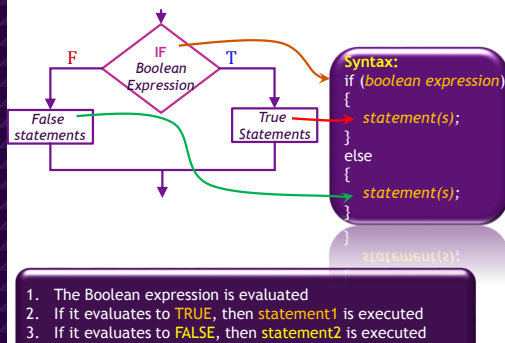 F
IF
Boolean
Expression
T
False
statements
True
Statements
Syntax:
if (boolean expression)
{
statement(s);
}
else
{
statement(s);
}
1. The Boolean expression is evaluated
2. If it evaluates to TRUE, then statement1 is executed
3. If it evaluates to FALSE, then statement2 is executed